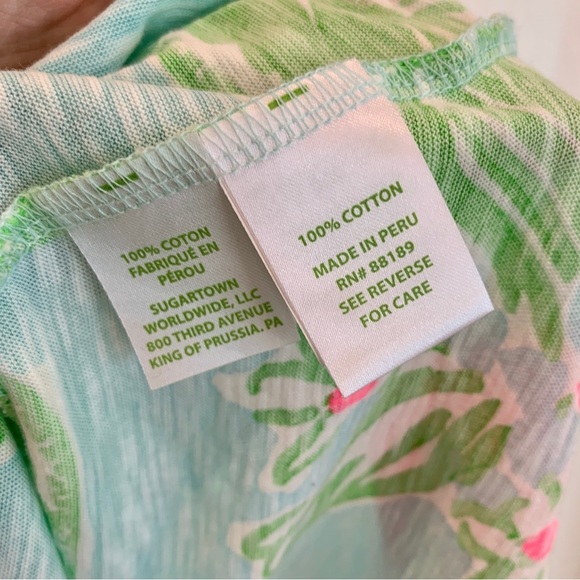 100% COTON
FABRIQUÉ EN
PÉROU
SUGARTOWN
WORLDWIDE, LLC
800 THIRD AVENUE
KING OF PRUSSIA. PA
100% COTTON
MADE IN PERU
RN# 88189
SEE REVERSE
FOR CARE